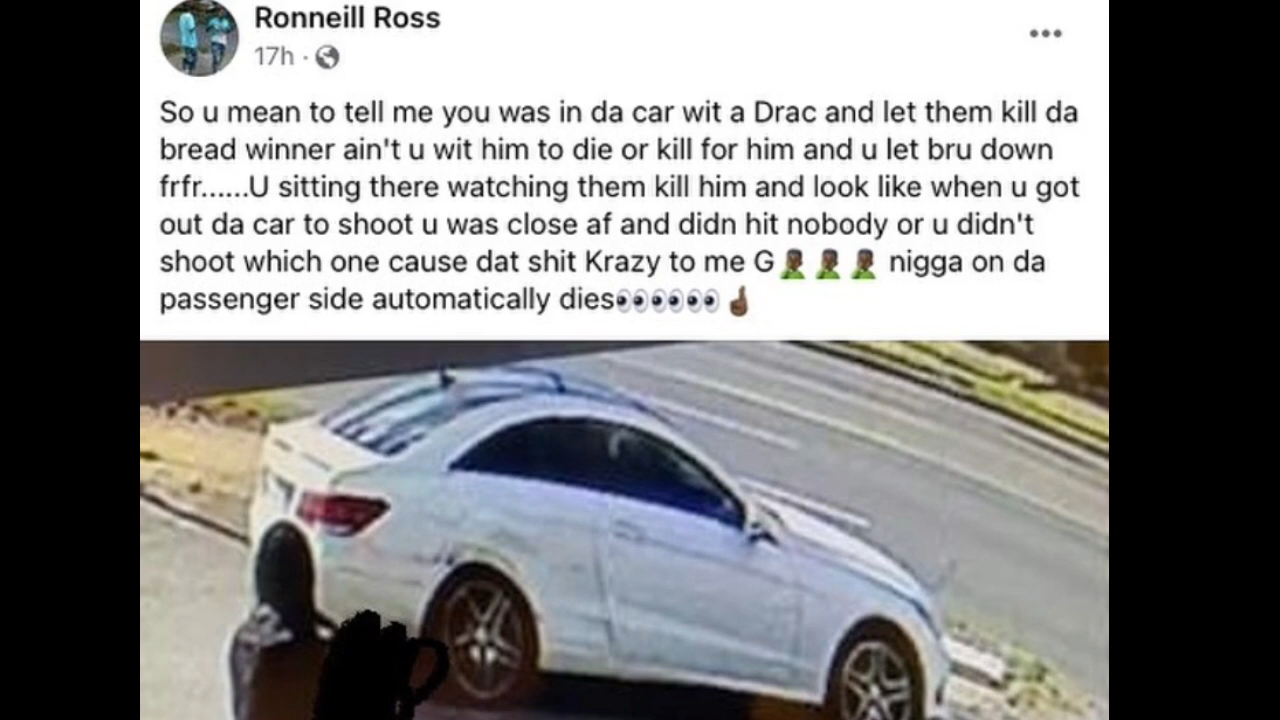 Ronneill Ross
17h ·
So u mean to tell me you was in da car wit a Drac and let them kill da
bread winner ain't u wit him to die or kill for him and u let bru down
frfr......U sitting there watching them kill him and look like when u got
out da car to shoot u was close af and didn hit nobody or u didn't
shoot which one cause dat shit Krazy to me G🤦🏾‍♂️🤦🏾‍♂️🤦🏾‍♂️ nigga on da
passenger side automatically dies👀👀👀☝🏾